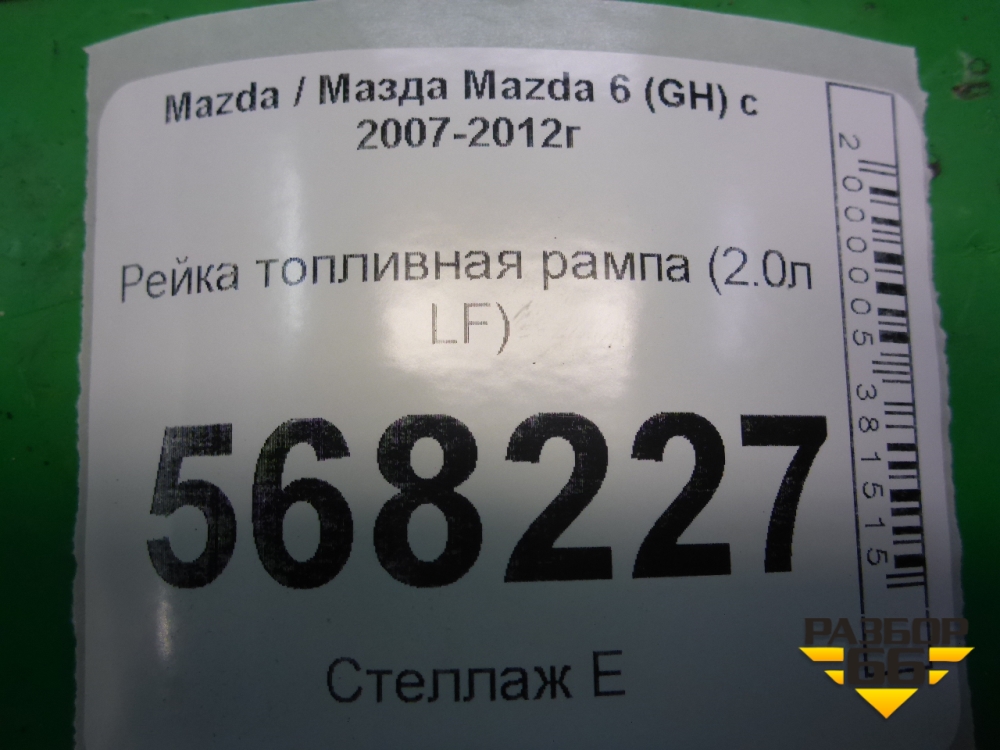 Mazda / Мазда Mazda 6 (GH) с
2007-2012г
Рейка топливная рампа (2.0л
LF)
568227
Стеллаж Е
2000005381515
РАЗБОР
66